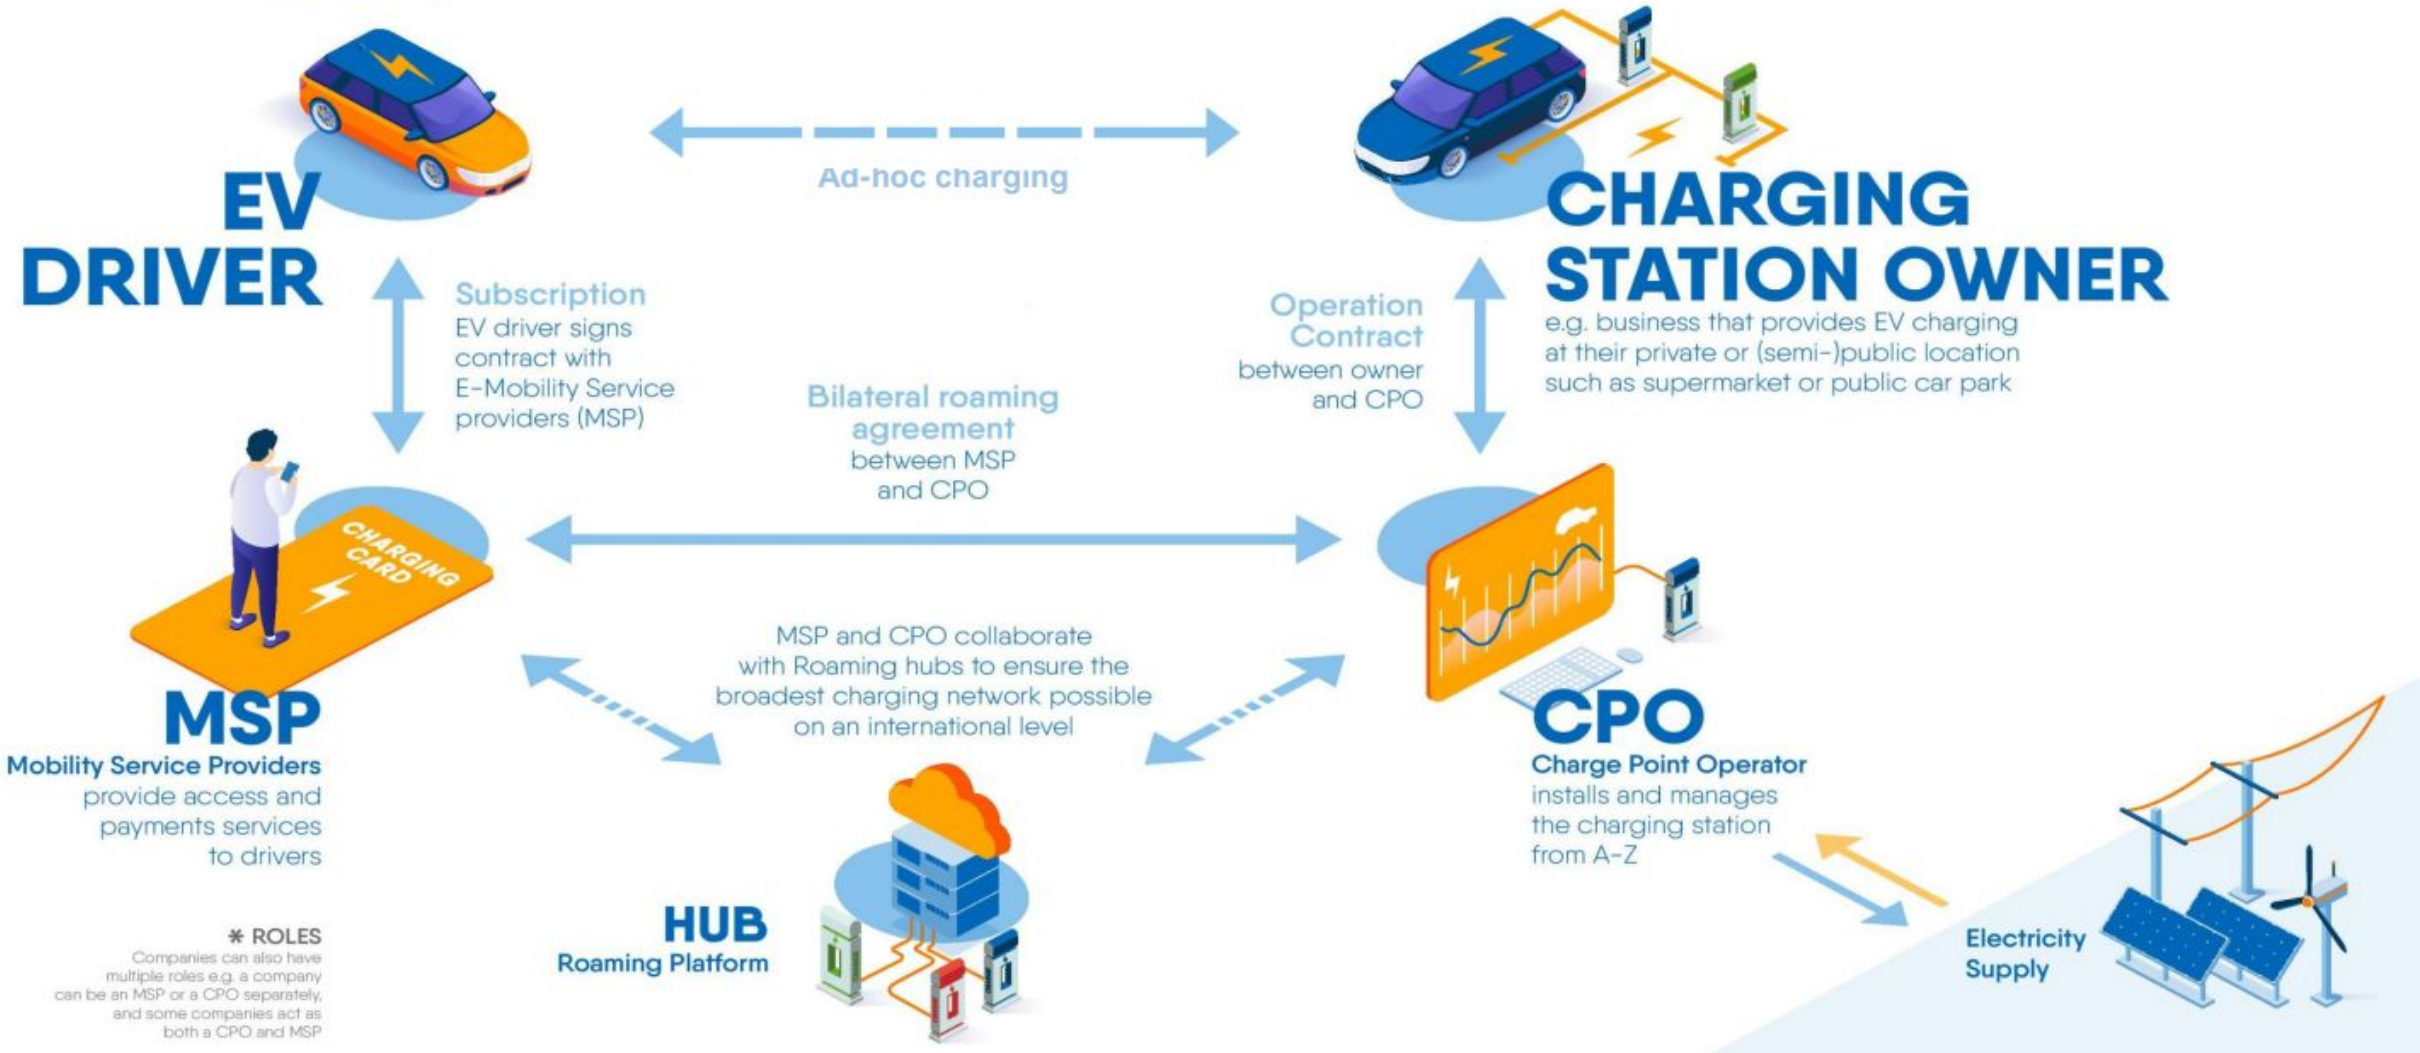 Ad-hoc charging
EV
DRIVER
CHARGING
STATION OWNER
e.g. business that provides EV charging
at their private or (semi-)public location
such as supermarket or public car park
Subscription
EV driver signs
contract with
E-Mobility Service
providers (MSP)
Operation
Contract
between owner
and CPO
Bilateral roaming
agreement
between MSP
and CPO
CHARGING
CARD
MSP and CPO collaborate
with Roaming hubs to ensure the
broadest charging network possible
on an international level
MSP
Mobility Service Providers
provide access and
payments services
to drivers
CPO
Charge Point Operator
installs and manages
the charging station
from A-Z
HUB
Roaming Platform
Electricity
Supply
* ROLES
Companies can also have
multiple roles e.g. a company
can be an MSP or a CPO separately,
and some companies act as
both a CPO and MSP